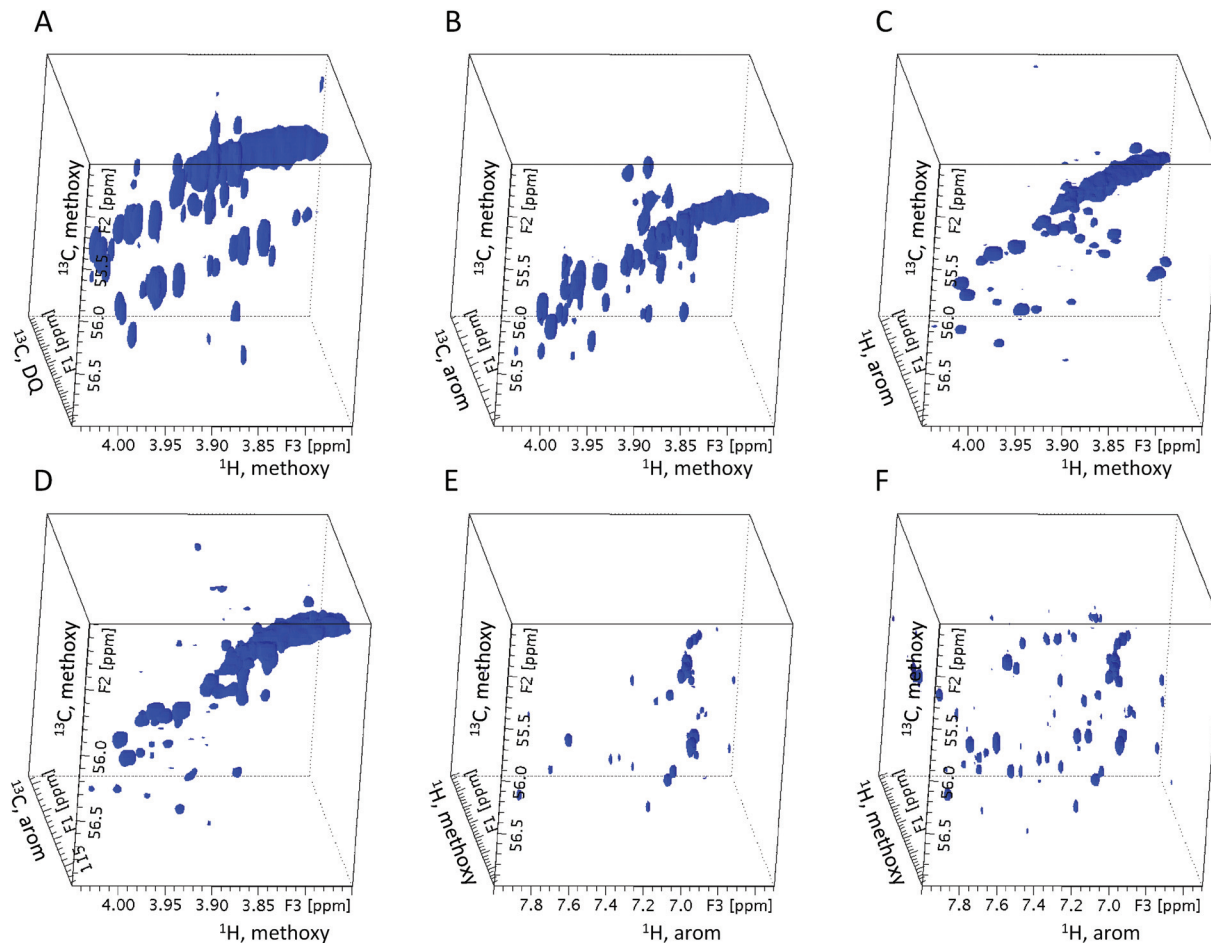 A
B
C
¹³C, methoxy
F2 [ppm]
55.5
56.0
56.5
¹³C, DQ
F1 [ppm]
4.00 3.95 3.90 3.85 F3 [ppm]
¹H, methoxy
¹³C, methoxy
F2 [ppm]
55.5
56.0
56.5
¹³C, arom
F1 [ppm]
4.00 3.95 3.90 3.85 F3 [ppm]
¹H, methoxy
¹³C, methoxy
F2 [ppm]
55.5
56.0
56.5
¹H, arom
F1 [ppm]
4.00 3.95 3.90 3.85 F3 [ppm]
¹H, methoxy
D
E
F
¹³C, methoxy
F2 [ppm]
56.0
56.5
¹³C, arom
F1 [ppm]
115
4.00 3.95 3.90 3.85 F3 [ppm]
¹H, methoxy
¹³C, methoxy
F2 [ppm]
55.5
56.0
56.5
¹H, methoxy
F1 [ppm]
7.8 7.6 7.4 7.2 7.0 F3 [ppm]
¹H, arom
¹³C, methoxy
F2 [ppm]
55.5
56.0
56.5
¹H, methoxy
F1 [ppm]
7.8 7.6 7.4 7.2 7.0 F3 [ppm]
¹H, arom